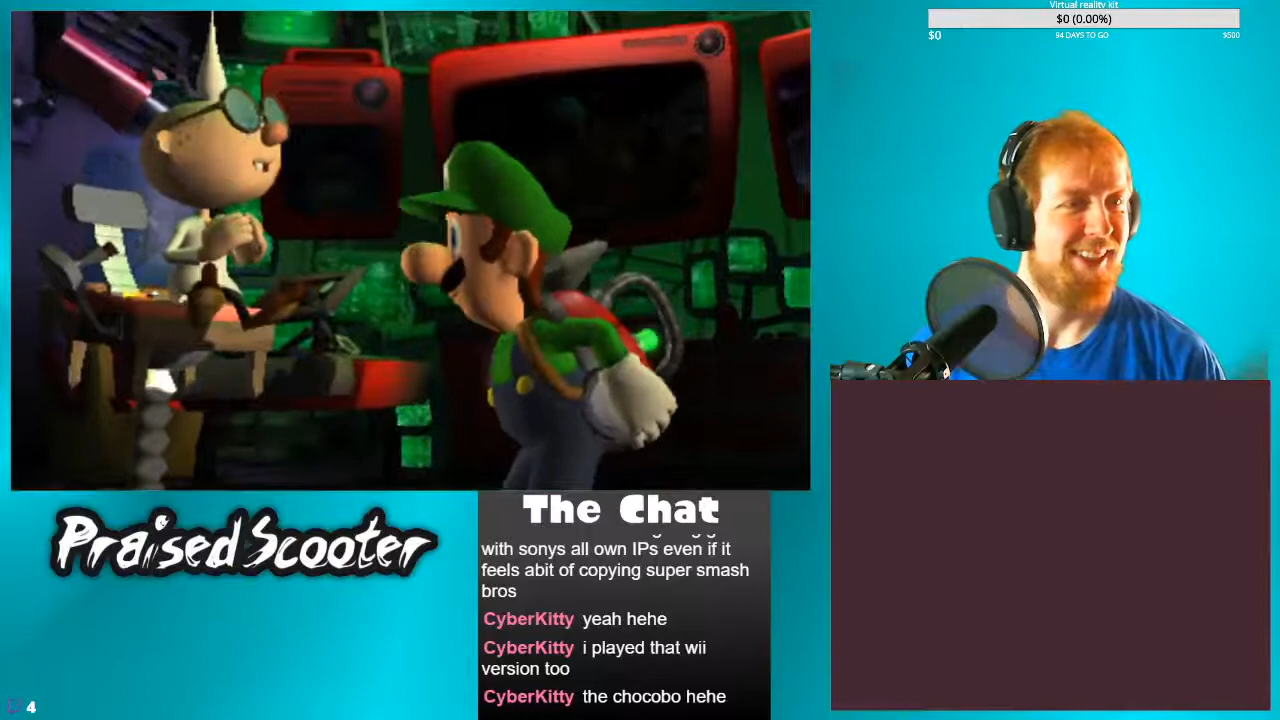 Virtual reality kit
$0 (0.00%)
$0 94 DAYS TO GO $500
PraisedScooter
The Chat
with sonys all own IPs even if it
feels abit of copying super smash
bros
CyberKitty yeah hehe
CyberKitty i played that wii
version too
CyberKitty the chocobo hehe
4